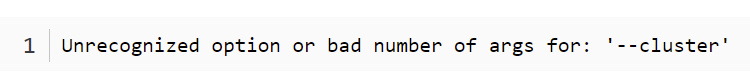 1 Unrecognized option or bad number of args for: '--cluster'